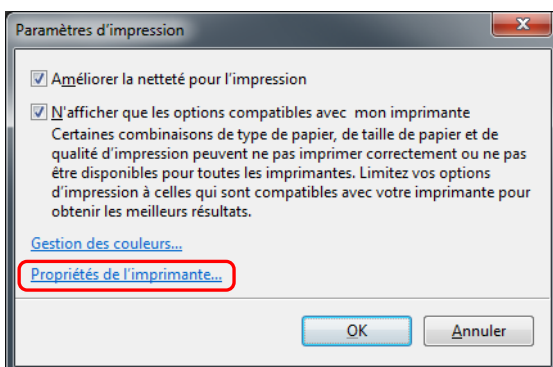 Paramètres d'impression
Améliorer la netteté pour l'impression
N'afficher que les options compatibles avec mon imprimante
Certaines combinaisons de type de papier, de taille de papier et de
qualité d'impression peuvent ne pas imprimer correctement ou ne pas
être disponibles pour toutes les imprimantes. Limitez vos options
d'impression à celles qui sont compatibles avec votre imprimante pour
obtenir les meilleurs résultats.
Gestion des couleurs...
Propriétés de l'imprimante...
OK
Annuler